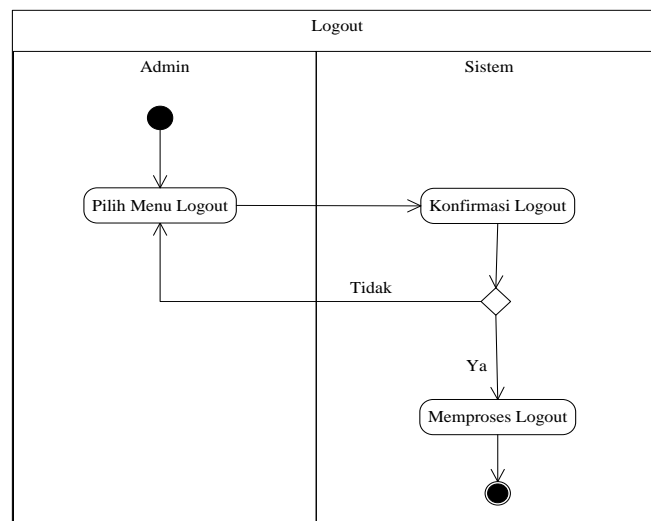 Logout
Admin
Sistem
Pilih Menu Logout
Konfirmasi Logout
Tidak
Ya
Memproses Logout